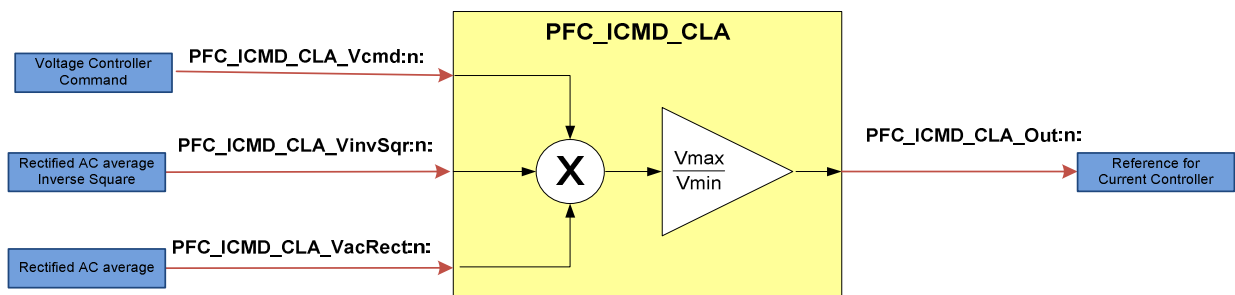 PFC_ICMD_CLA
Voltage Controller
Command
PFC_ICMD_CLA_Vcmd:n:
Rectified AC average
Inverse Square
PFC_ICMD_CLA_VinvSqr:n:
Rectified AC average
PFC_ICMD_CLA_VacRect:n:
X
Vmax
Vmin
PFC_ICMD_CLA_Out:n:
Reference for
Current Controller